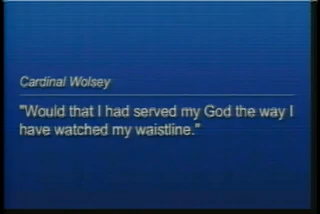 Cardinal Wolsey
"Would that I had served my God the way I
have watched my waistline."